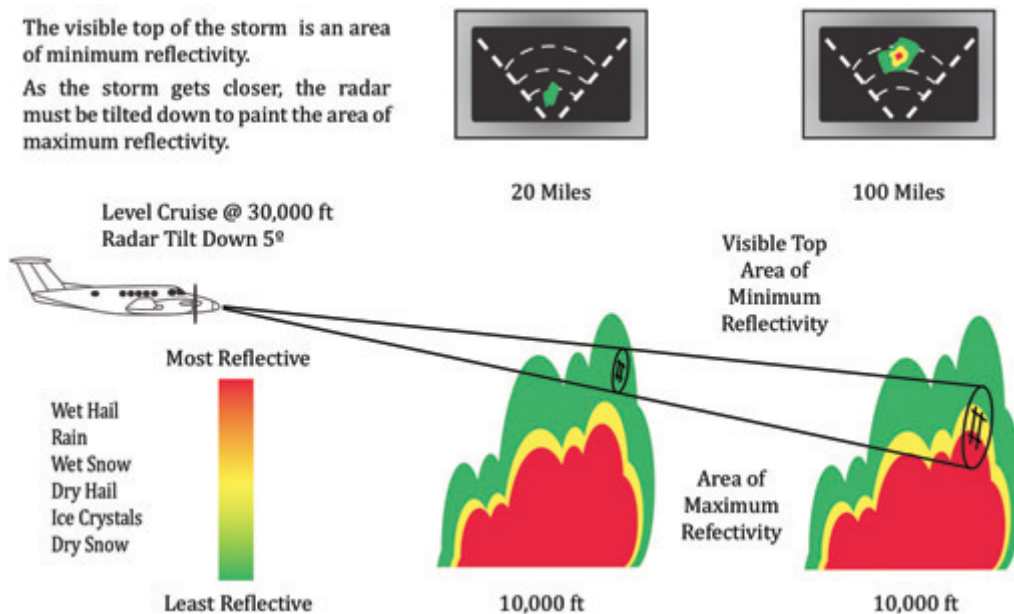 The visible top of the storm is an area
of minimum reflectivity.
As the storm gets closer, the radar
must be tilted down to paint the area of
maximum reflectivity.
20 Miles
100 Miles
Level Cruise @ 30,000 ft
Radar Tilt Down 5º
Visible Top
Area of
Minimum
Reflectivity
Most Reflective
Wet Hail
Rain
Wet Snow
Dry Hail
Ice Crystals
Dry Snow
Least Reflective
Area of
Maximum
Refectivity
10,000 ft
10,000 ft